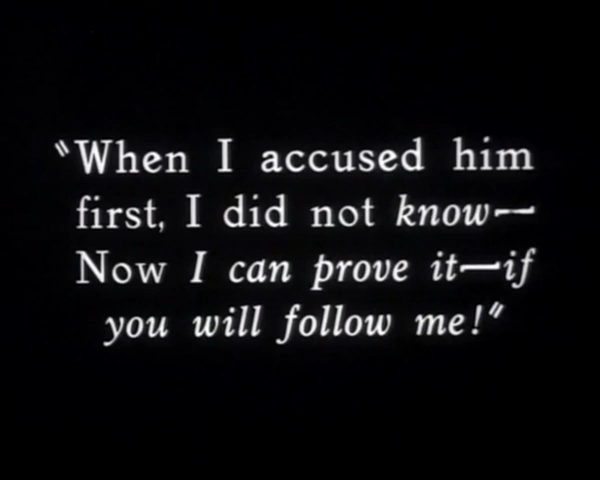 "When I accused him
first, I did not know—
Now I can prove it—if
you will follow me!"